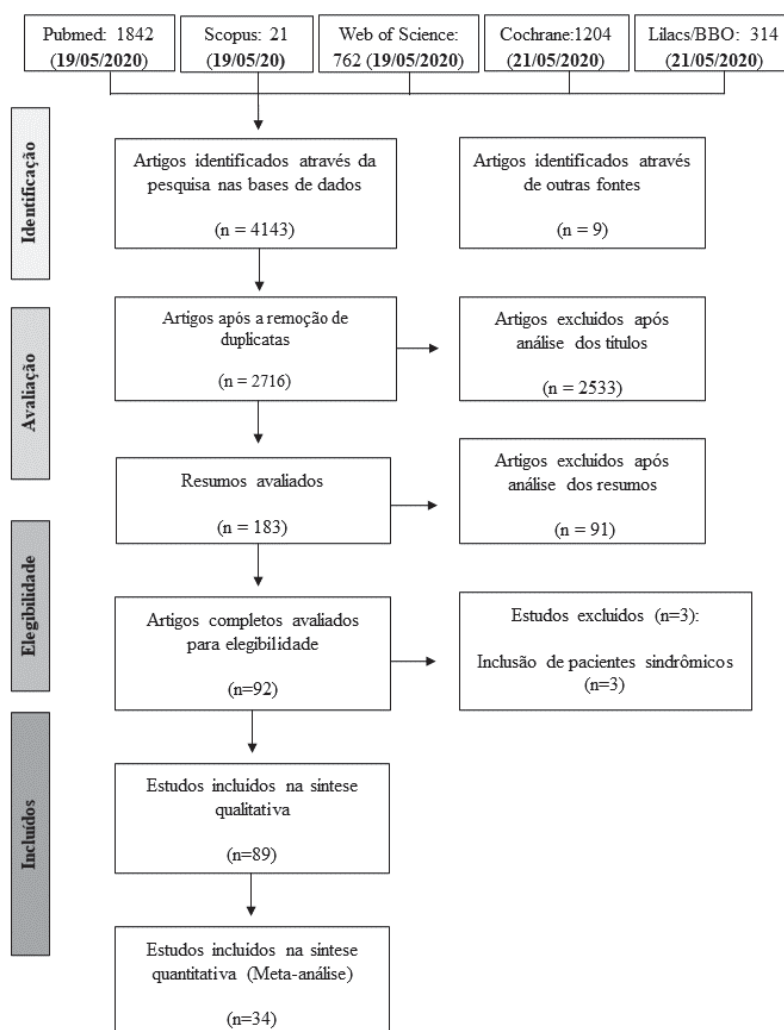 Pubmed: 1842
(19/05/2020)
Scopus: 21
(19/05/20)
Web of Science:
762 (19/05/2020)
Cochrane:1204
(21/05/2020)
Lilacs/BBO: 314
(21/05/2020)
Identificação
Artigos identificados através da
pesquisa nas bases de dados
(n = 4143)
Artigos identificados através
de outras fontes
(n = 9)
Avaliação
Artigos após a remoção de
duplicatas
(n = 2716)
Artigos excluidos após
análise dos títulos
(n = 2533)
Resumos avaliados
(n = 183)
Artigos excluidos após
análise dos resumos
(n = 91)
Elegibilidade
Artigos completos avaliados
para elegibilidade
(n=92)
Estudos excluídos (n=3):
Inclusão de pacientes sindrômicos
(n=3)
Incluídos
Estudos incluídos na síntese
qualitativa
(n=89)
Estudos incluídos na síntese
quantitativa (Meta-análise)
(n=34)